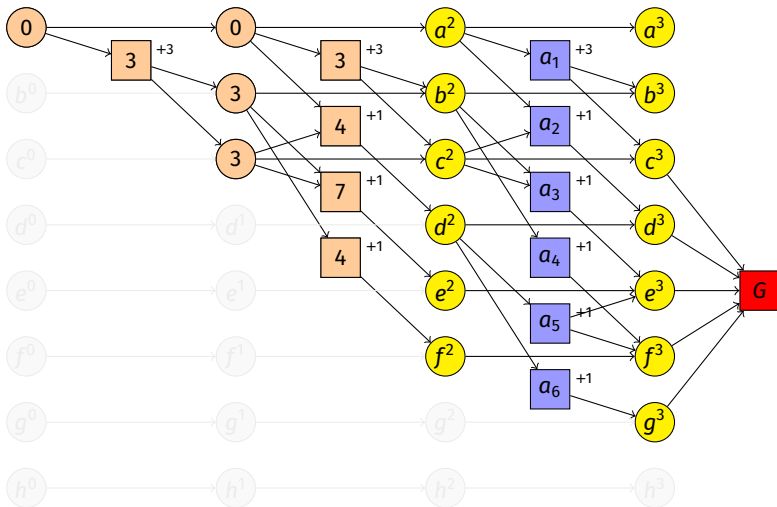 0 0 a² a³
3 +3 3 +3 a₁ +3
b⁰ 3 b² b³
4 +1 a₂ +1
c⁰ 3 c² c³
7 +1 a₃ +1
d⁰ d¹ d² d³
4 +1 a₄ +1
e⁰ e¹ e² e³ G
a₅ +1
f⁰ f¹ f² f³
a₆ +1
g⁰ g¹ g² g³
h⁰ h¹ h² h³